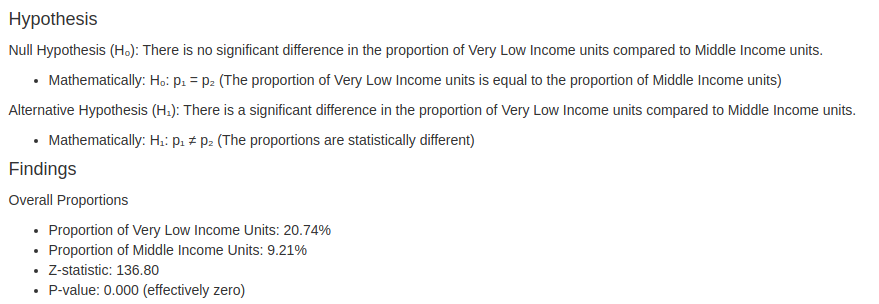 Hypothesis
Null Hypothesis (H₀): There is no significant difference in the proportion of Very Low Income units compared to Middle Income units.
• Mathematically: H₀: p₁ = p₂ (The proportion of Very Low Income units is equal to the proportion of Middle Income units)
Alternative Hypothesis (H₁): There is a significant difference in the proportion of Very Low Income units compared to Middle Income units.
• Mathematically: H₁: p₁ ≠ p₂ (The proportions are statistically different)
Findings
Overall Proportions
• Proportion of Very Low Income Units: 20.74%
• Proportion of Middle Income Units: 9.21%
• Z-statistic: 136.80
• P-value: 0.000 (effectively zero)